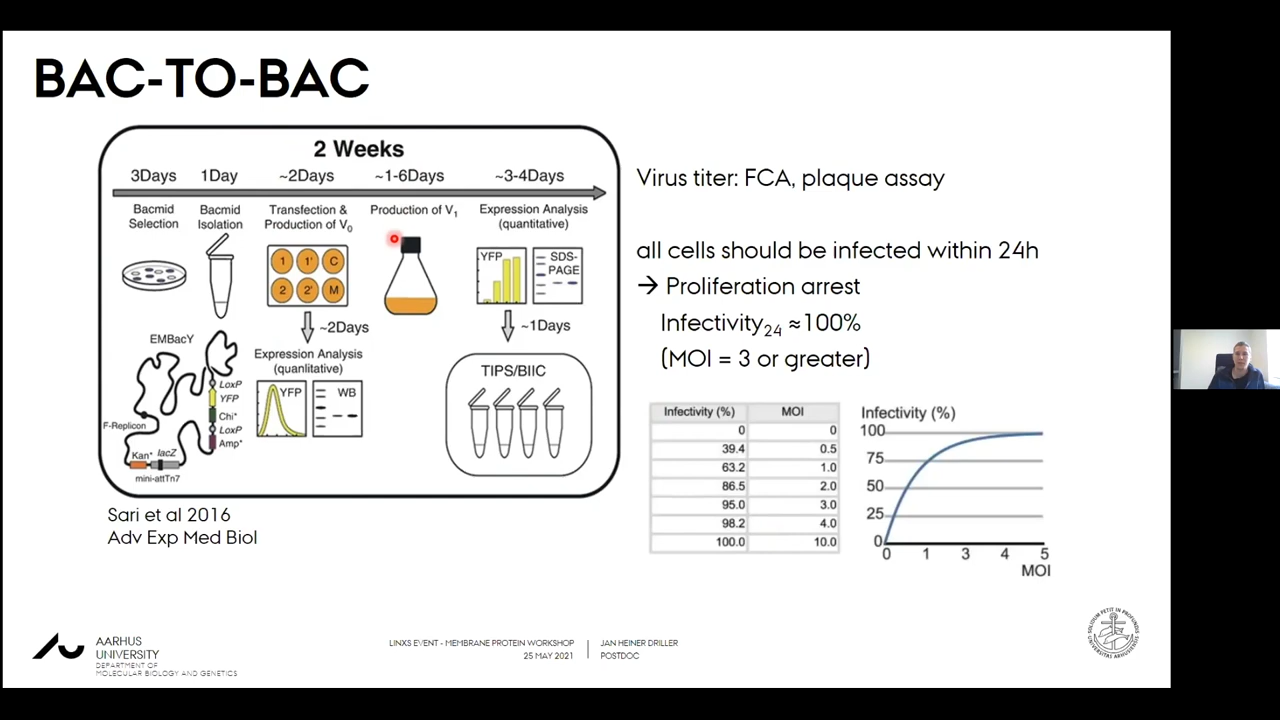 BAC-TO-BAC
2 Weeks
3Days 1Day ~2Days ~1-6Days ~3-4Days
Bacmid
Selection
Bacmid
Isolation
Transfection &
Production of V0
Production of V1
Expression Analysis
(quantitative)
1 1' C
2 2' M
YFP
SDS-
PAGE
~2Days
~1Days
Expression Analysis
(quanlitative)
YFP
WB
TIPS/BIIC
EMBacY
LoxP
YFP
Chi*
LoxP
Amp*
F-Replicon
Kan* lacZ
mini-attTn7
Sari et al 2016
Adv Exp Med Biol
Virus titer: FCA, plaque assay
all cells should be infected within 24h
→ Proliferation arrest
Infectivity24 ≈100%
(MOI = 3 or greater)
Infectivity (%) MOI
0 0
39.4 0.5
63.2 1.0
86.5 2.0
95.0 3.0
98.2 4.0
100.0 10.0
Infectivity (%)
100
75
50
25
0
0 1 3 4 5
MOI
AARHUS
UNIVERSITY
DEPARTMENT OF
MOLECULAR BIOLOGY AND GENETICS
LINXS EVENT - MEMBRANE PROTEIN WORKSHOP
25 MAY 2021
JAN HEINER DRILLER
POSTDOC